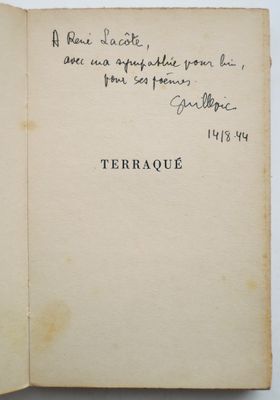 A René Lacôte,
avec ma sympathie pour lui,
pour ses poèmes.
Guillevic
14/8.44
TERRAQUÉ